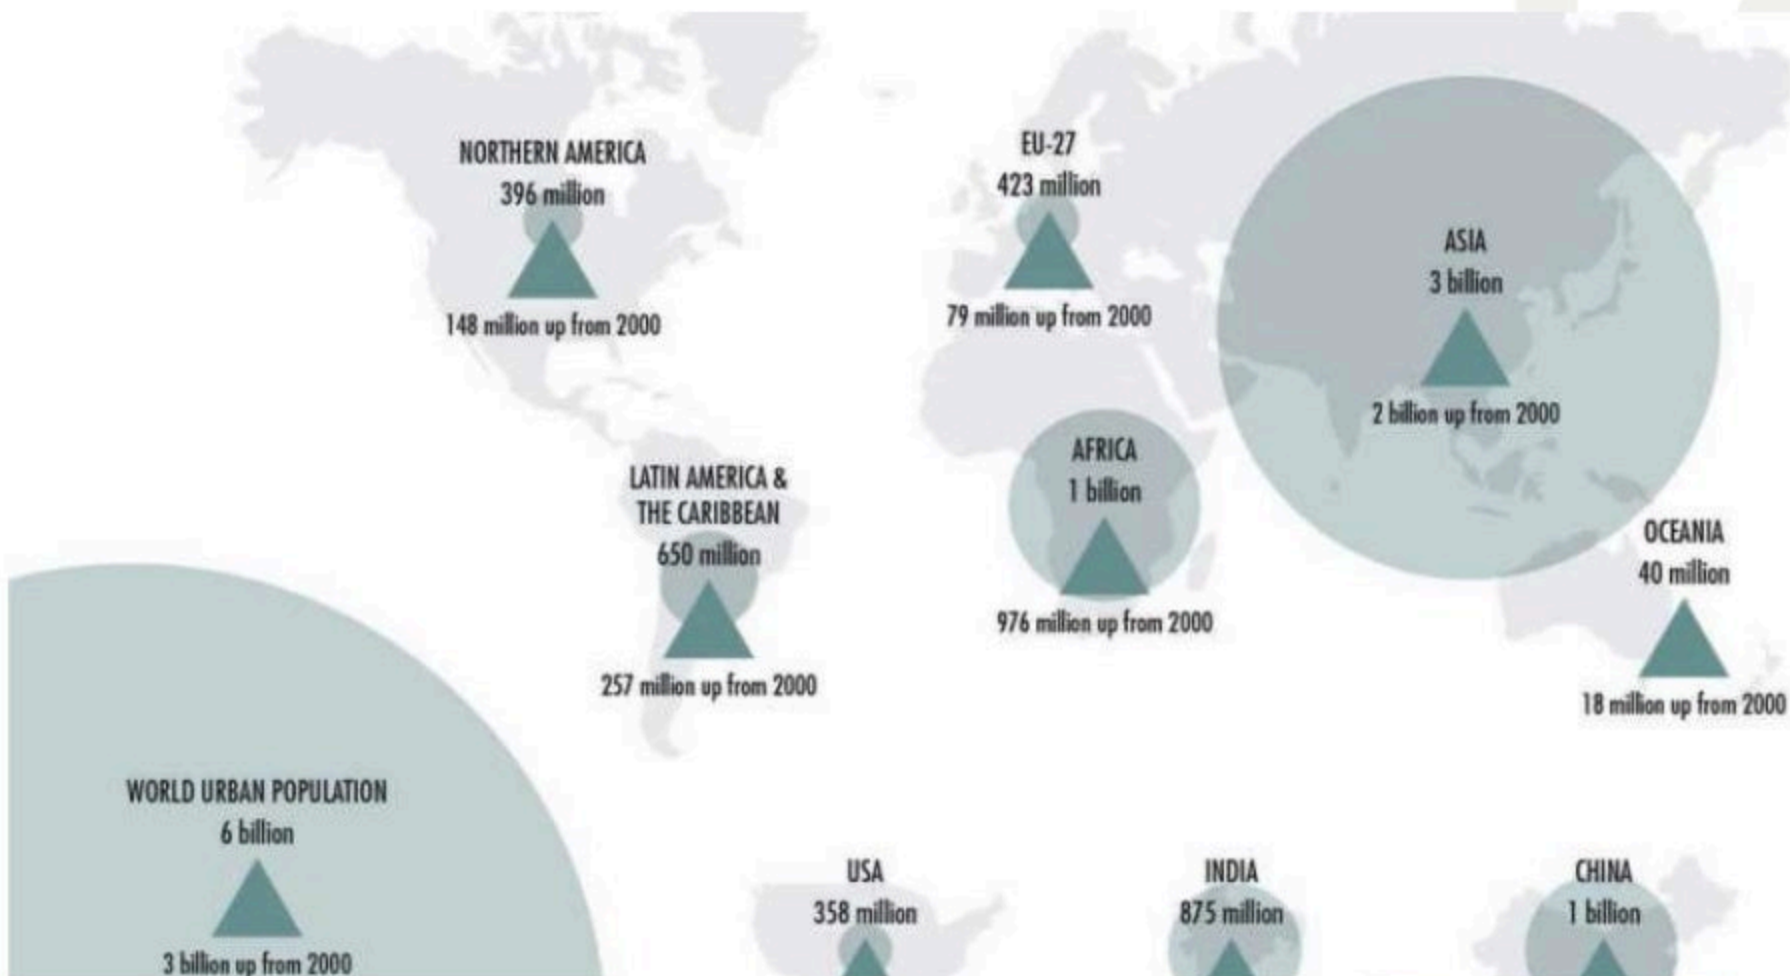 NORTHERN AMERICA
396 million
148 million up from 2000
EU-27
423 million
79 million up from 2000
ASIA
3 billion
2 billion up from 2000
AFRICA
1 billion
976 million up from 2000
LATIN AMERICA &
THE CARIBBEAN
650 million
257 million up from 2000
OCEANIA
40 million
18 million up from 2000
WORLD URBAN POPULATION
6 billion
3 billion up from 2000
USA
358 million
INDIA
875 million
CHINA
1 billion